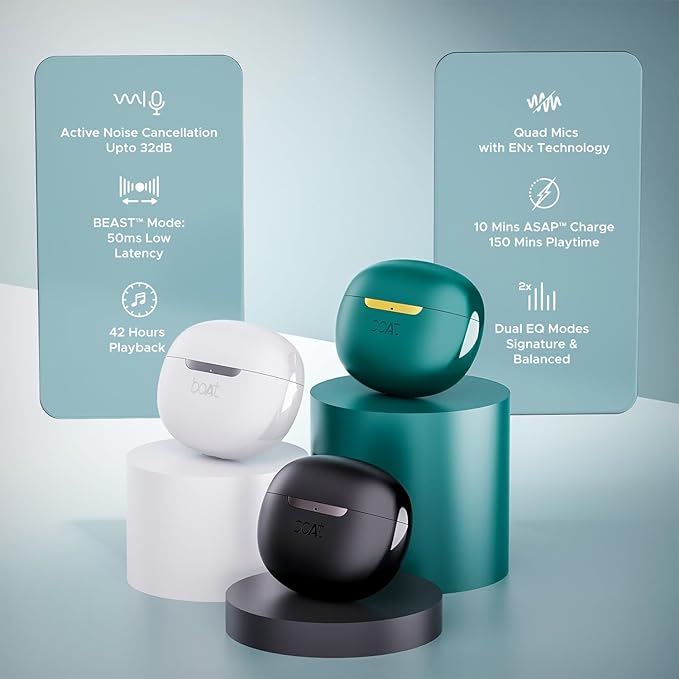 Active Noise Cancellation
Upto 32dB
BEAST™ Mode:
50ms Low
Latency
42 Hours
Playback
Quad Mics
with ENx Technology
10 Mins ASAP™ Charge
150 Mins Playtime
2x
Dual EQ Modes
Signature &
Balanced
boAt
boAt
boAt